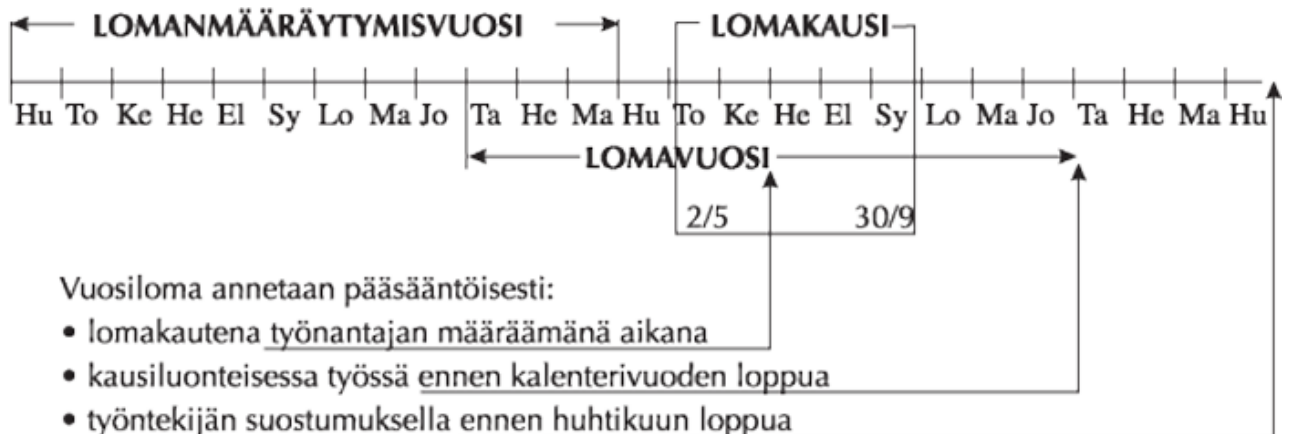 LOMANMÄÄRÄYTYMISVUOSI LOMAKAUSI
Hu To Ke He El Sy Lo Ma Jo Ta He Ma Hu To Ke He El Sy Lo Ma Jo Ta He Ma Hu
LOMAVUOSI
2/5 30/9
Vuosiloma annetaan pääsääntöisesti:
• lomakautena työnantajan määräämänä aikana
• kausiluonteisessa työssä ennen kalenterivuoden loppua
• työntekijän suostumuksella ennen huhtikuun loppua